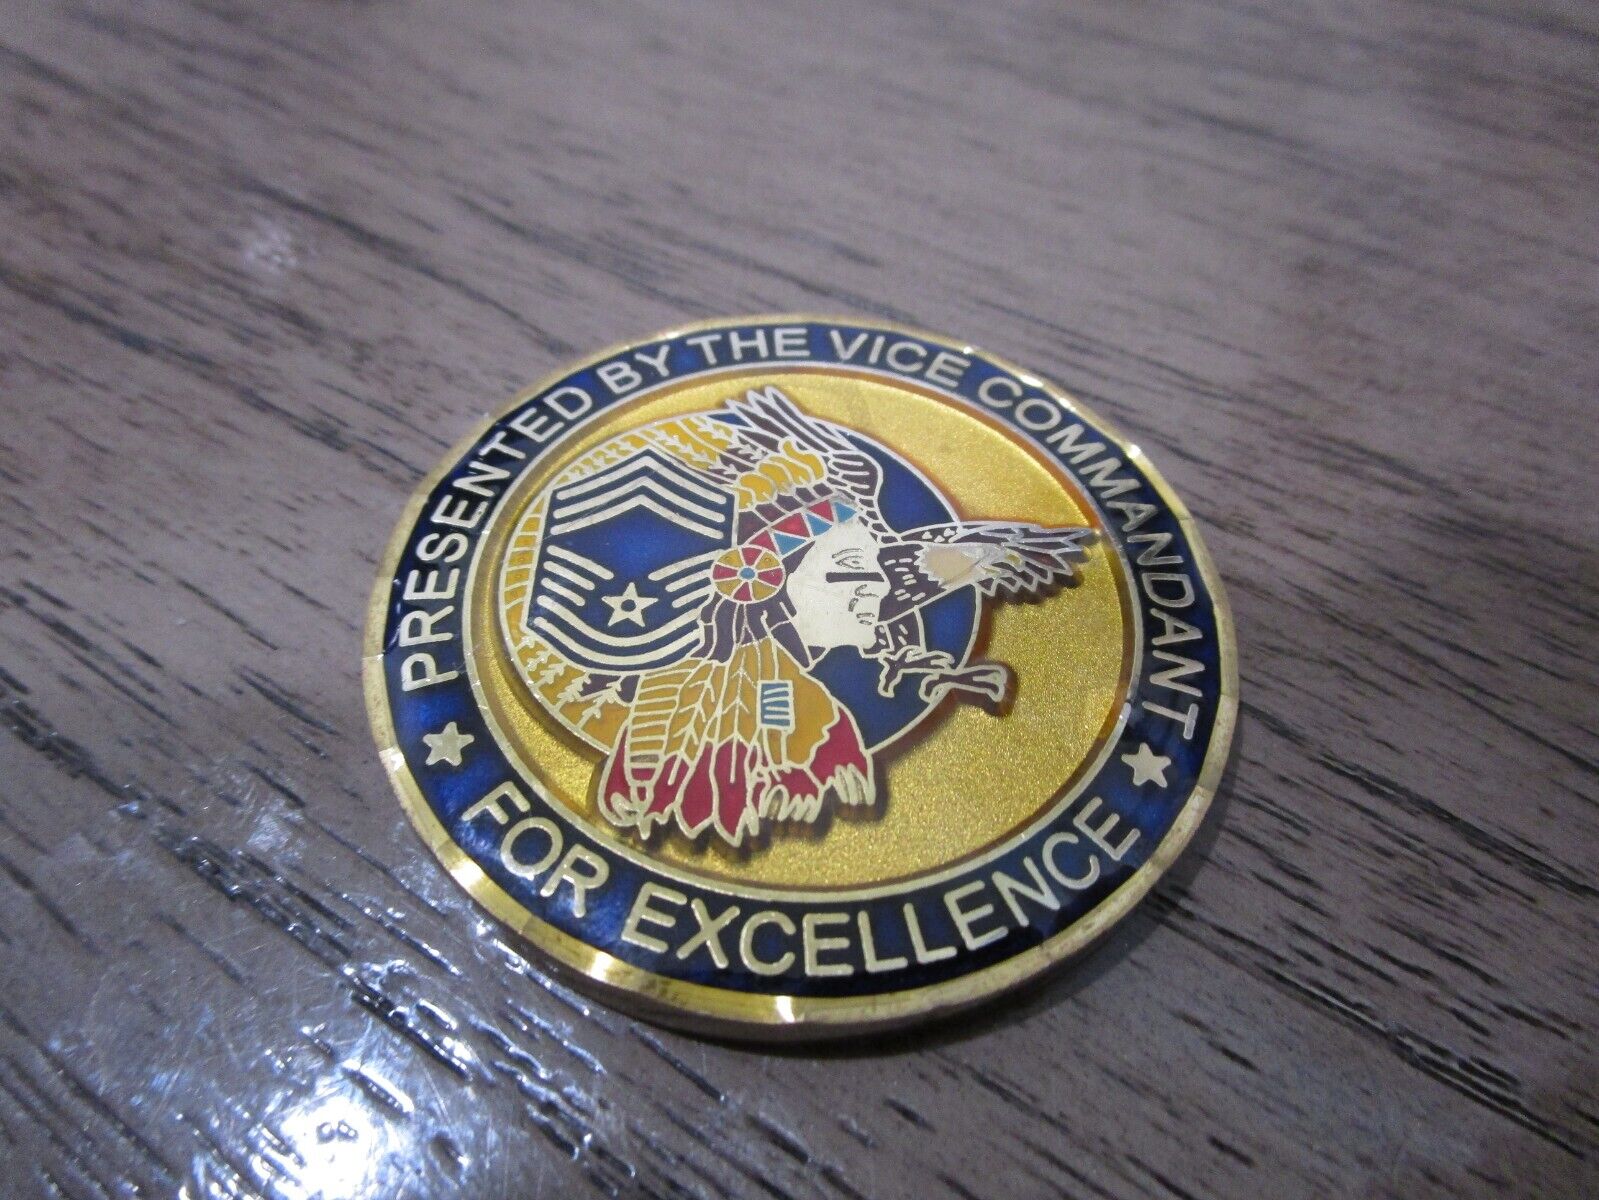 PRESENTED BY THE VICE COMMANDANT
FOR EXCELLENCE